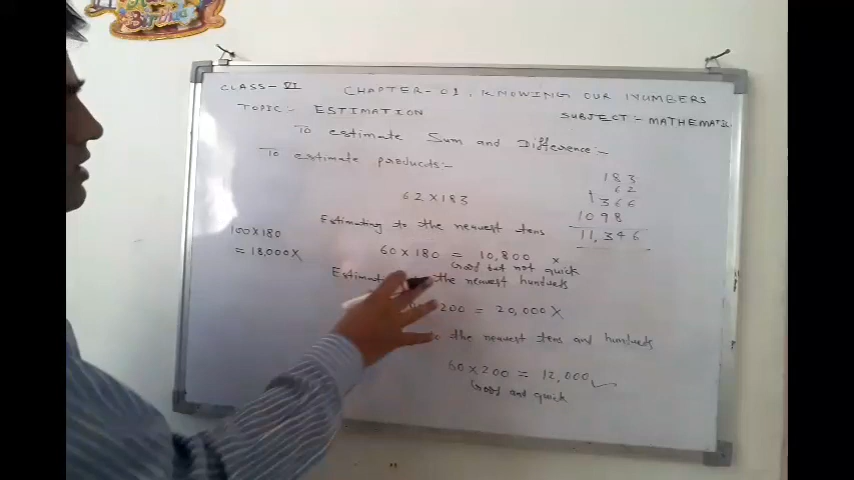 Birthday
CLASS - VI
CHAPTER - 01. KNOWING OUR NUMBERS
TOPIC :- ESTIMATION
SUBJECT :- MATHEMATIC
To estimate Sum and Difference :-
To estimate products :-
62 X 183
183
62
+ 366
1098
11,346
Estimating to the nearest tens
60 X 180 = 10,800 x
Good but not quick
100 X 180
= 18,000 X
the nearest hundreds
200 = 20,000 X
the nearest tens and hundreds
60 X 200 = 12,000 ✓
Good and quick